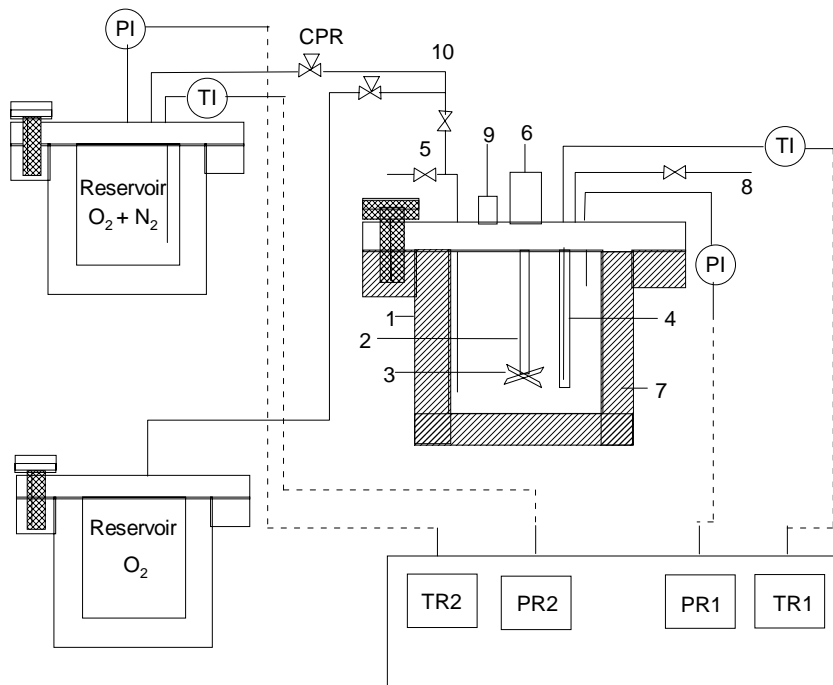 PI
CPR
10
TI
5
9
6
TI
8
Reservoir
O₂ + N₂
PI
1
2
4
3
7
Reservoir
O₂
TR2
PR2
PR1
TR1